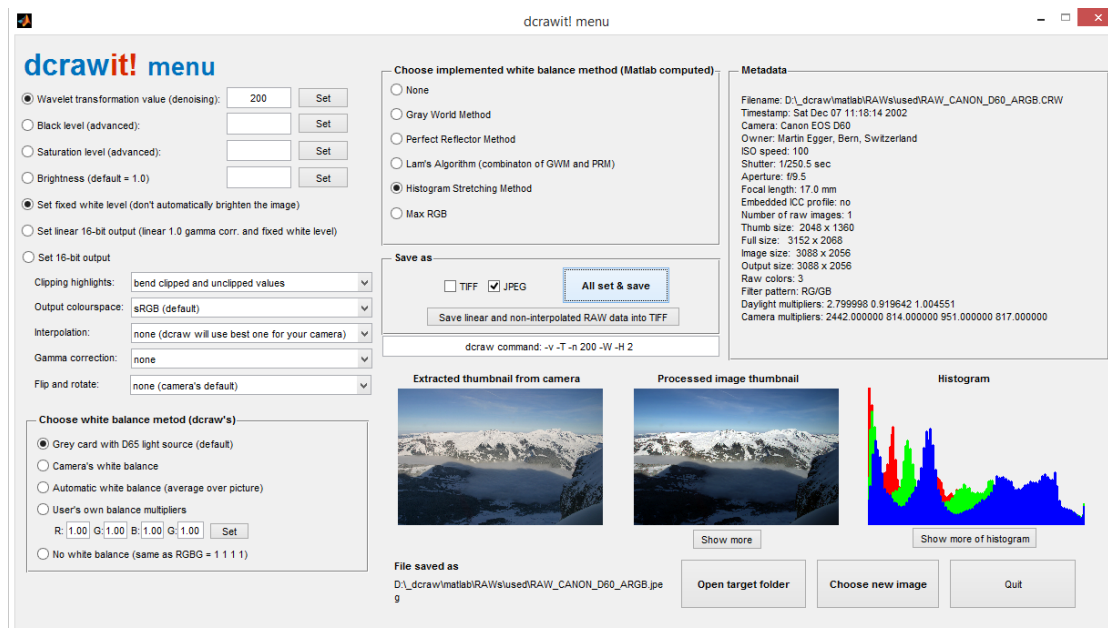 dcrawit! menu
dcrawit! menu
Wavelet transformation value (denoising): 200 Set
Black level (advanced): Set
Saturation level (advanced): Set
Brightness (default = 1.0) Set
Set fixed white level (don't automatically brighten the image)
Set linear 16-bit output (linear 1.0 gamma corr. and fixed white level)
Set 16-bit output
Clipping highlights: bend clipped and unclipped values
Output colourspace: sRGB (default)
Interpolation: none (dcraw will use best one for your camera)
Gamma correction: none
Flip and rotate: none (camera's default)
Choose white balance metod (dcraw's)
Grey card with D65 light source (default)
Camera's white balance
Automatic white balance (average over picture)
User's own balance multipliers
R: 1.00 G: 1.00 B: 1.00 G: 1.00 Set
No white balance (same as RGBG = 1 1 1 1)
Choose implemented white balance method (Matlab computed)
None
Gray World Method
Perfect Reflector Method
Lam's Algorithm (combinaton of GWM and PRM)
Histogram Stretching Method
Max RGB
Save as
TIFF JPEG All set & save
Save linear and non-interpolated RAW data into TIFF
dcraw command: -v -T -n 200 -W -H 2
Metadata
Filename: D:\_dcraw\matlab\RAWs\used\RAW_CANON_D60_ARGB.CRW
Timestamp: Sat Dec 07 11:18:14 2002
Camera: Canon EOS D60
Owner: Martin Egger, Bern, Switzerland
ISO speed: 100
Shutter: 1/250.5 sec
Aperture: f/9.5
Focal length: 17.0 mm
Embedded ICC profile: no
Number of raw images: 1
Thumb size: 2048 x 1360
Full size: 3152 x 2068
Image size: 3088 x 2056
Output size: 3088 x 2056
Raw colors: 3
Filter pattern: RG/GB
Daylight multipliers: 2.799998 0.919642 1.004551
Camera multipliers: 2442.000000 814.000000 951.000000 817.000000
Extracted thumbnail from camera
Processed image thumbnail
Histogram
Show more
Show more of histogram
File saved as
D:\_dcraw\matlab\RAWs\used\RAW_CANON_D60_ARGB.jpe
g
Open target folder
Choose new image
Quit